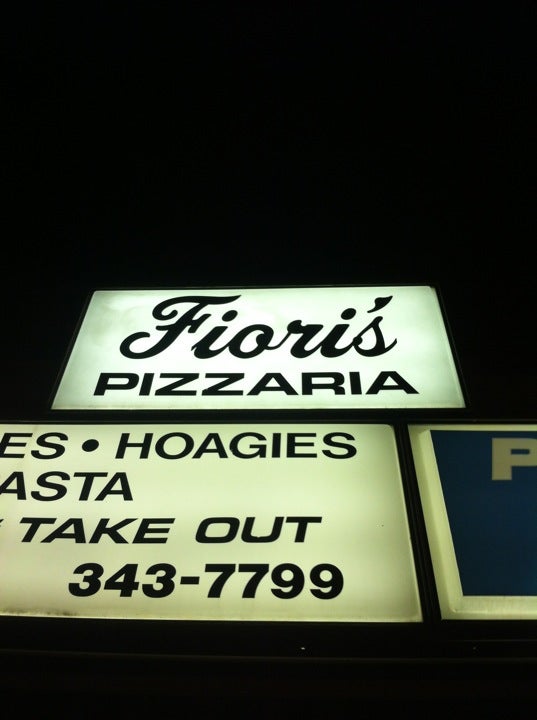 Fiori's
PIZZARIA
ES • HOAGIES
ASTA
TAKE OUT
343-7799
P